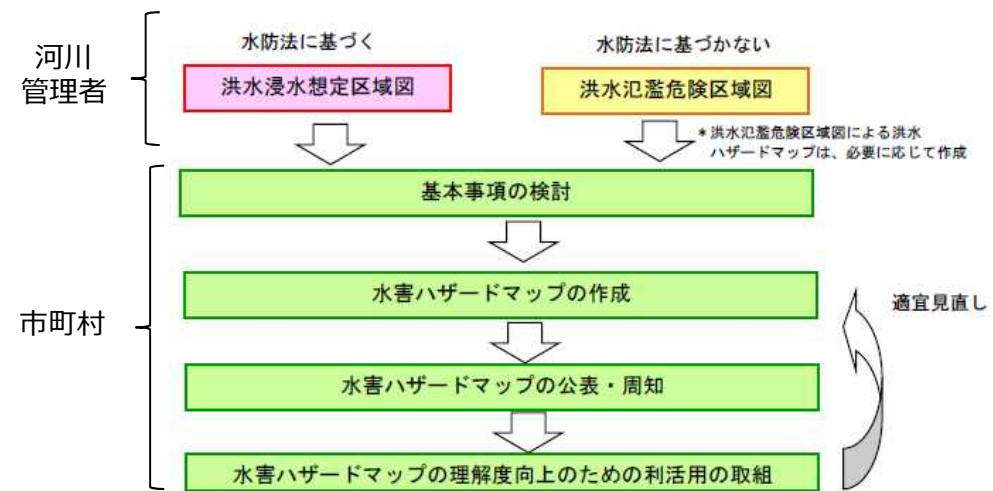 河川
管理者
水防法に基づく
水防法に基づかない
洪水浸水想定区域図
洪水氾濫危険区域図
*洪水氾濫危険区域図による洪水
ハザードマップは、必要に応じて作成
市町村
基本事項の検討
水害ハザードマップの作成
適宜見直し
水害ハザードマップの公表・周知
水害ハザードマップの理解度向上のための利活用の取組